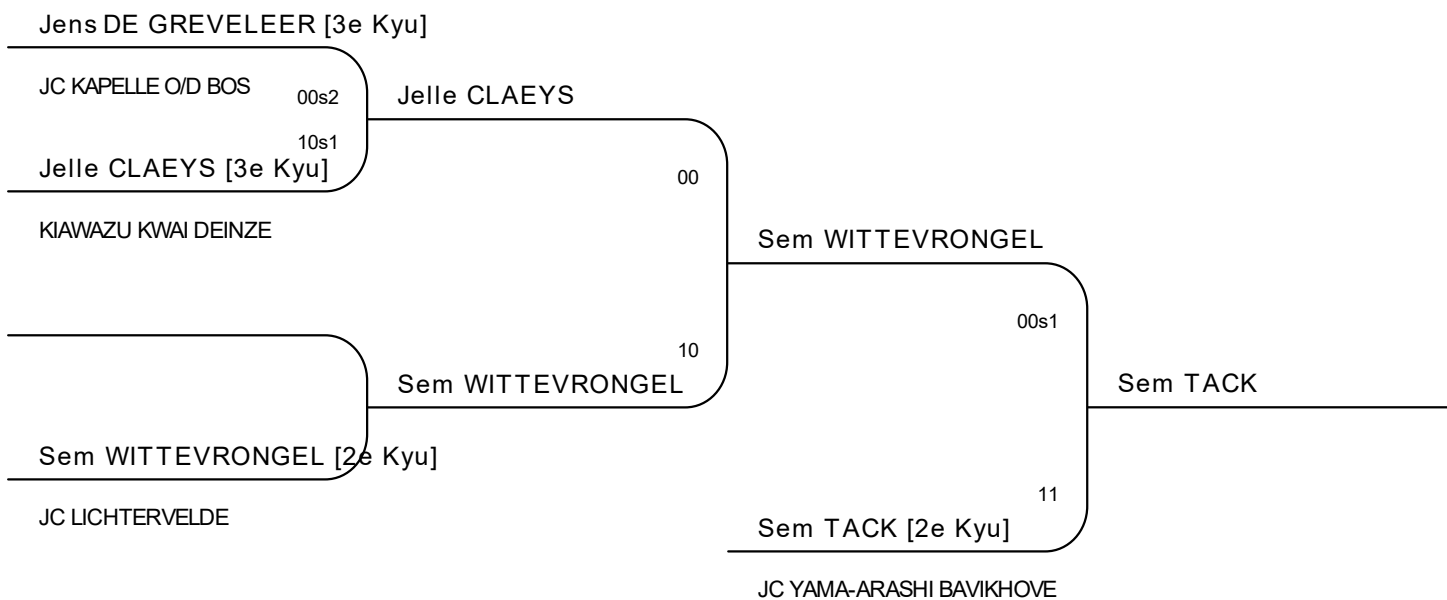 Jens DE GREVELEER [3e Kyu]
JC KAPELLE O/D BOS
00s2
Jelle CLAEYS
10s1
Jelle CLAEYS [3e Kyu]
00
KIAWAZU KWAI DEINZE
Sem WITTEVRONGEL
00s1
10
Sem WITTEVRONGEL
Sem TACK
Sem WITTEVRONGEL [2e Kyu]
11
JC LICHTERVELDE
Sem TACK [2e Kyu]
JC YAMA-ARASHI BAVIKHOVE